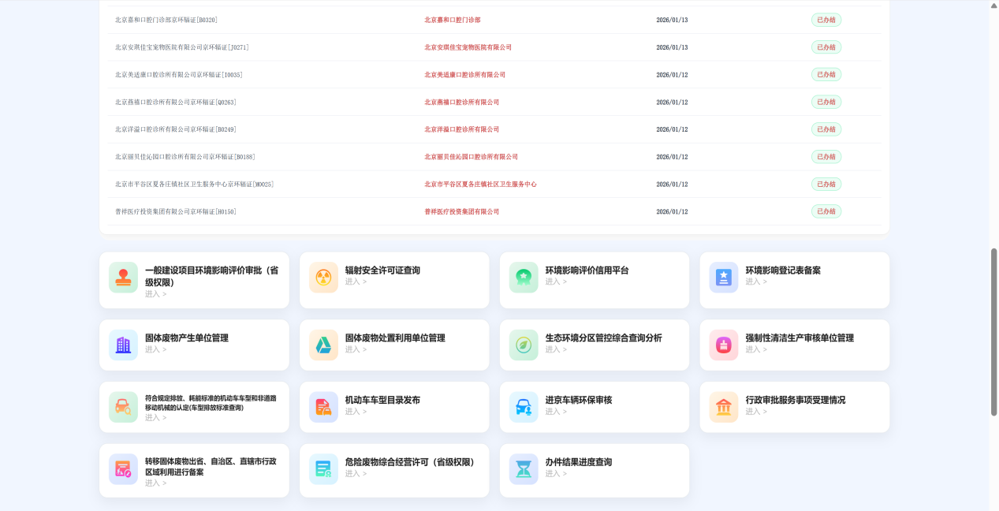 北京嘉和口腔门诊部京环辐证[B0320] 北京嘉和口腔门诊部 2026/01/13 已办结
北京安琪佳宝宠物医院有限公司京环辐证[J0271] 北京安琪佳宝宠物医院有限公司 2026/01/13 已办结
北京美适康口腔诊所有限公司京环辐证[I0035] 北京美适康口腔诊所有限公司 2026/01/12 已办结
北京燕禧口腔诊所有限公司京环辐证[Q0263] 北京燕禧口腔诊所有限公司 2026/01/12 已办结
北京洋溢口腔诊所有限公司京环辐证[B0249] 北京洋溢口腔诊所有限公司 2026/01/12 已办结
北京丽贝佳沁园口腔诊所有限公司京环辐证[B0188] 北京丽贝佳沁园口腔诊所有限公司 2026/01/12 已办结
北京市平谷区夏各庄镇社区卫生服务中心京环辐证[M0025] 北京市平谷区夏各庄镇社区卫生服务中心 2026/01/12 已办结
普祥医疗投资集团有限公司京环辐证[H0150] 普祥医疗投资集团有限公司 2026/01/12 已办结
一般建设项目环境影响评价审批（省
级权限）
进入 >
辐射安全许可证查询
进入 >
环境影响评价信用平台
进入 >
环境影响登记表备案
进入 >
固体废物产生单位管理
进入 >
固体废物处置利用单位管理
进入 >
生态环境分区管控综合查询分析
进入 >
强制性清洁生产审核单位管理
进入 >
符合规定排放、耗能标准的机动车车型和非道路
移动机械的认定(车型排放标准查询)
进入 >
机动车车型目录发布
进入 >
进京车辆环保审核
进入 >
行政审批服务事项受理情况
进入 >
转移固体废物出省、自治区、直辖市行政
区域利用进行备案
进入 >
危险废物综合经营许可（省级权限）
进入 >
办件结果进度查询
进入 >